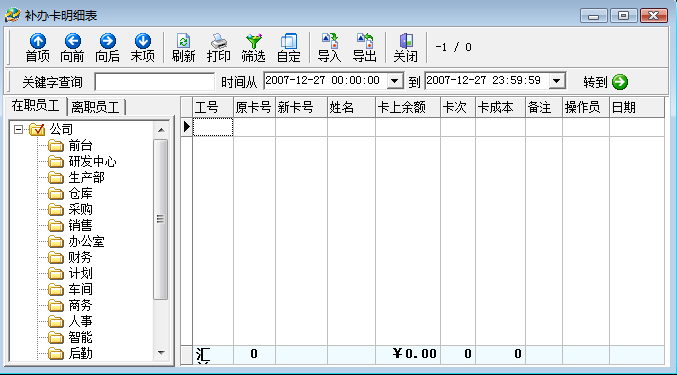 补办卡明细表
首项 向前 向后 末项 刷新 打印 筛选 自定 导入 导出 关闭 -1 / 0
关键字查询 时间从 2007-12-27 00:00:00 到 2007-12-27 23:59:59 转到
在职员工 离职员工
工号 原卡号 新卡号 姓名 卡上余额 卡次 卡成本 备注 操作员 日期
公司
前台
研发中心
生产部
仓库
采购
销售
办公室
财务
计划
车间
商务
人事
智能
后勤
汇 0 ￥0.00 0 0